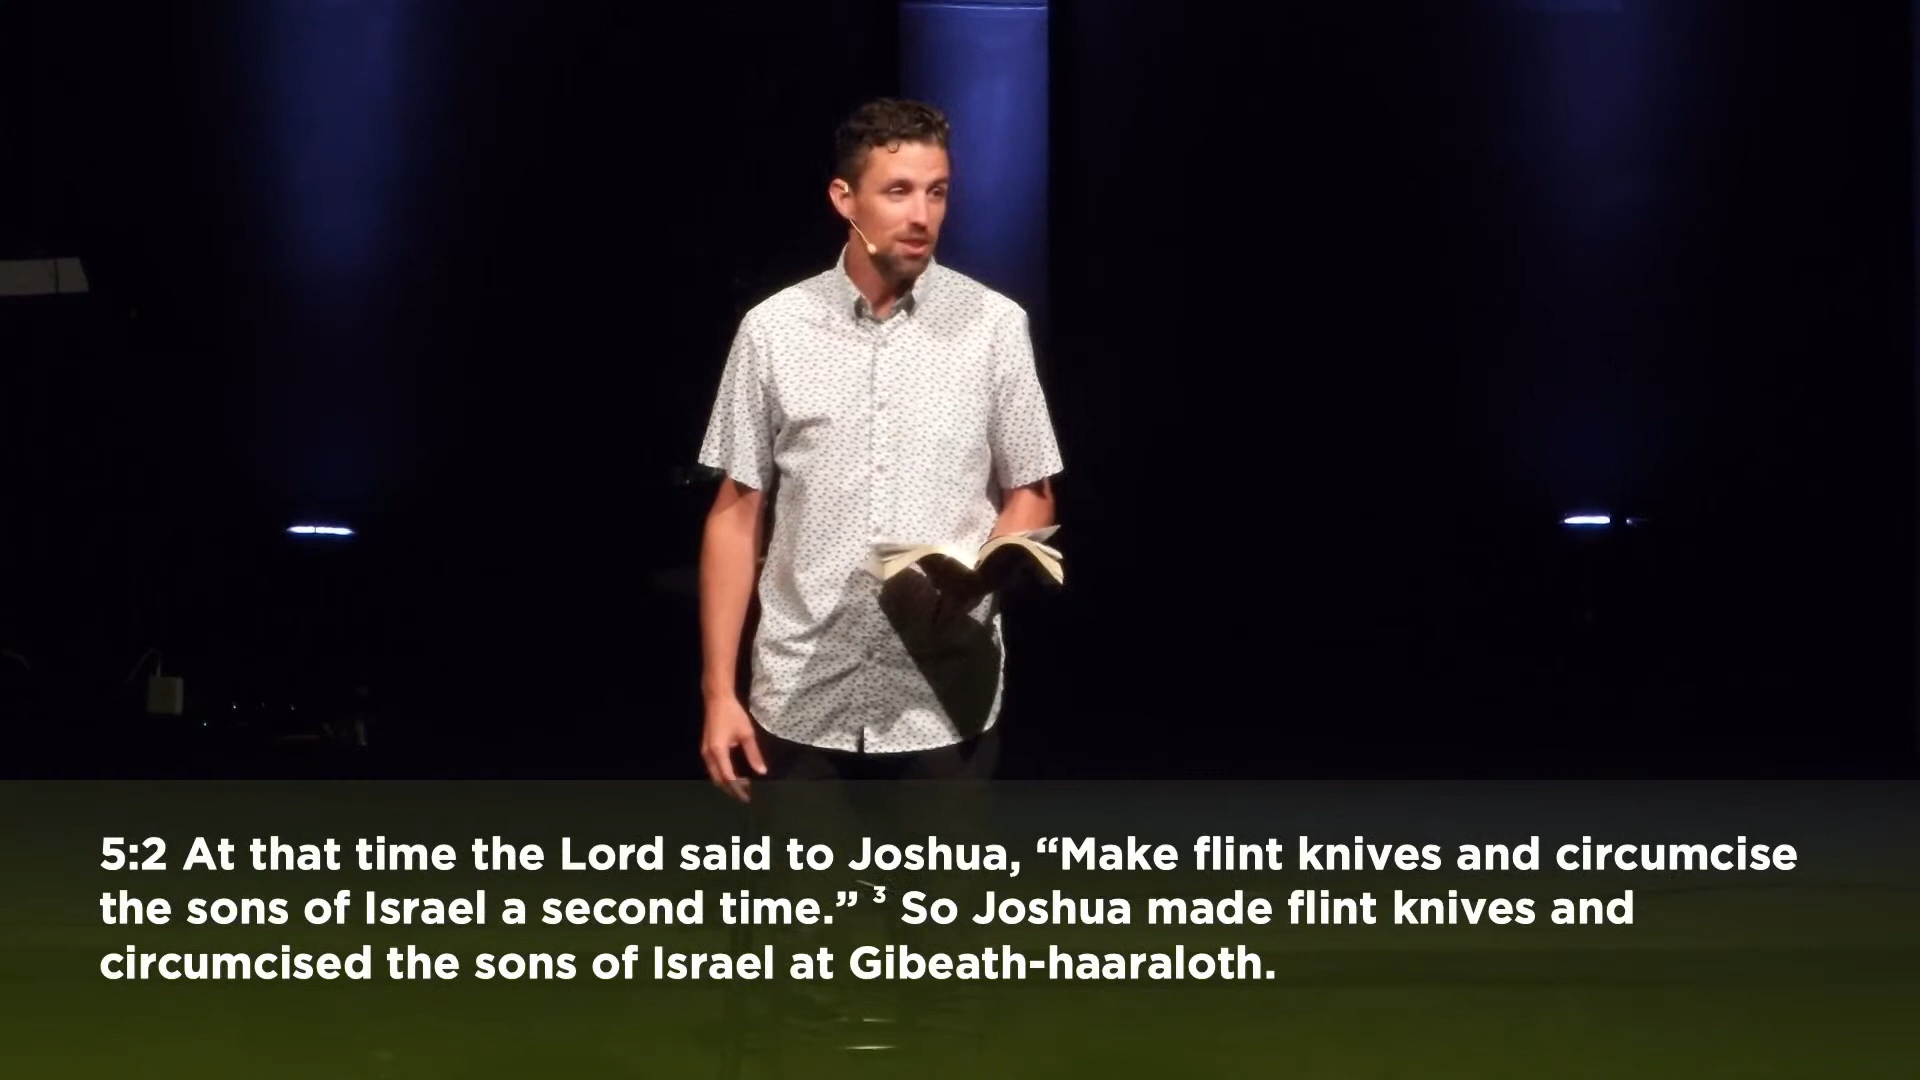 5:2 At that time the Lord said to Joshua, “Make flint knives and circumcise
the sons of Israel a second time.” ³ So Joshua made flint knives and
circumcised the sons of Israel at Gibeath-haaraloth.